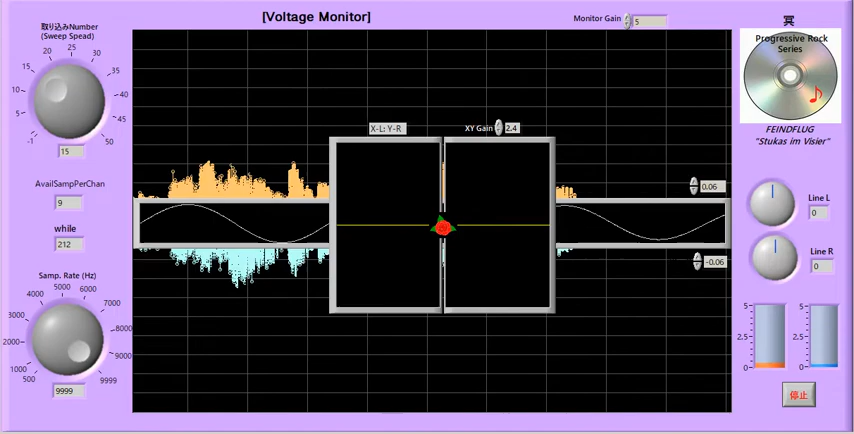 [Voltage Monitor]
Monitor Gain
5
冥
取り込みNumber
(Sweep Spead)
-1
5
10
15
20
25
30
35
40
45
50
15
AvailSampPerChan
9
while
212
Samp. Rate (Hz)
500
1000
2000
3000
4000
5000
6000
7000
8000
9000
9999
9999
X-L: Y-R
XY Gain
2.4
0.06
-0.06
Progressive Rock
Series
FEINDFLUG
"Stukas im Visier"
Line L
0
Line R
0
5
2.5
0
5
2.5
0
停止